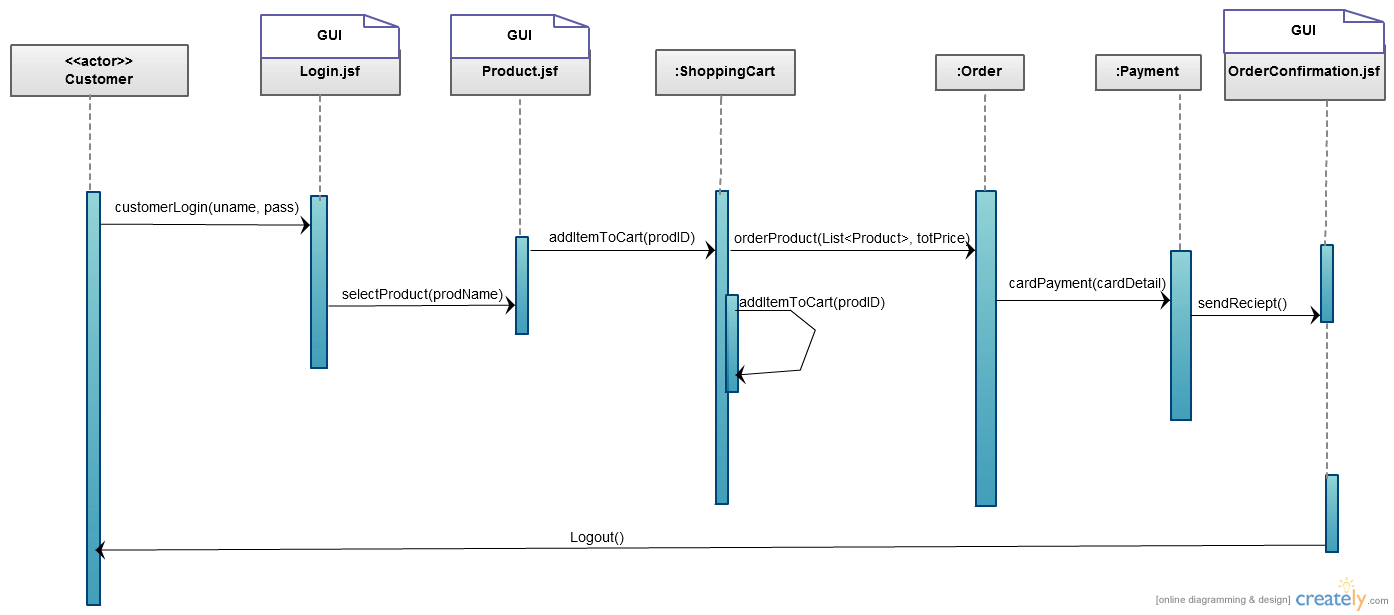 GUI
GUI
GUI
<<actor>>
Customer
Login.jsf
Product.jsf
:ShoppingCart
:Order
:Payment
OrderConfirmation.jsf
customerLogin(uname, pass)
addItemToCart(prodID)
orderProduct(List<Product>, totPrice)
selectProduct(prodName)
addItemToCart(prodID)
cardPayment(cardDetail)
sendReciept()
Logout()
[online diagramming & design] creately.com